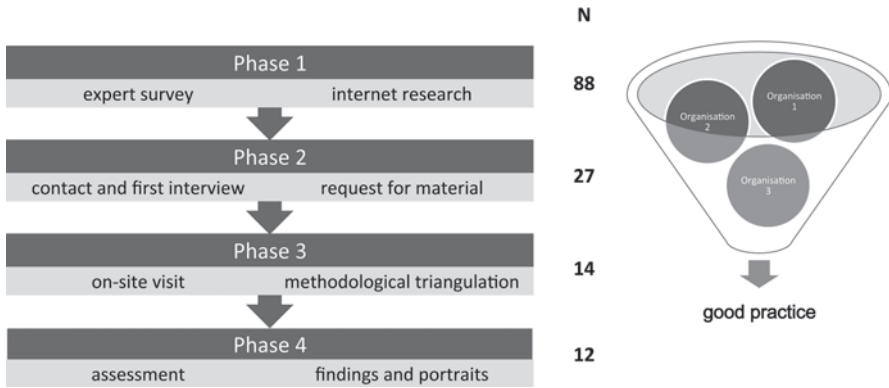 N
Phase 1
expert survey internet research
88
Phase 2
contact and first interview request for material
27
Phase 3
on-site visit methodological triangulation
14
Phase 4
assessment findings and portraits
12
Organisation
1
Organisation
2
Organisation
3
good practice